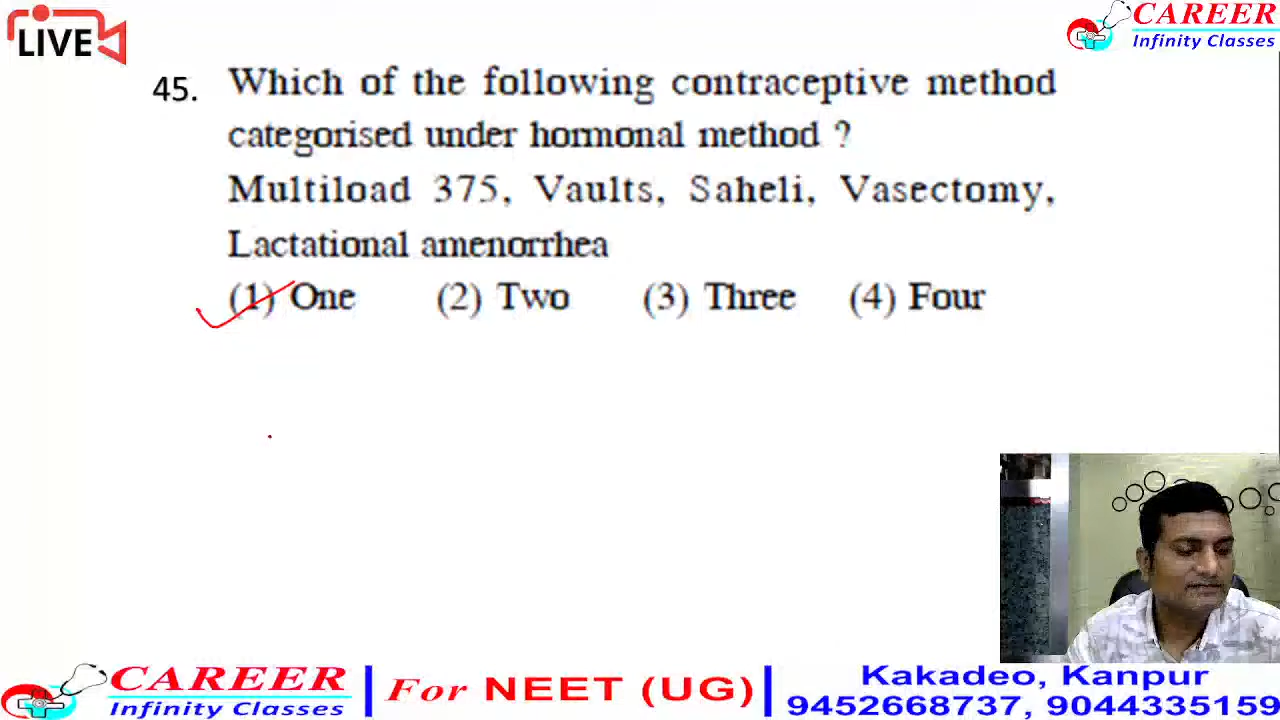 LIVE
CAREER
Infinity Classes
45. Which of the following contraceptive method
categorised under hormonal method ?
Multiload 375, Vaults, Saheli, Vasectomy,
Lactational amenorrhea
(1) One (2) Two (3) Three (4) Four
CAREER
Infinity Classes
For NEET (UG)
Kakadeo, Kanpur
9452668737, 9044335159